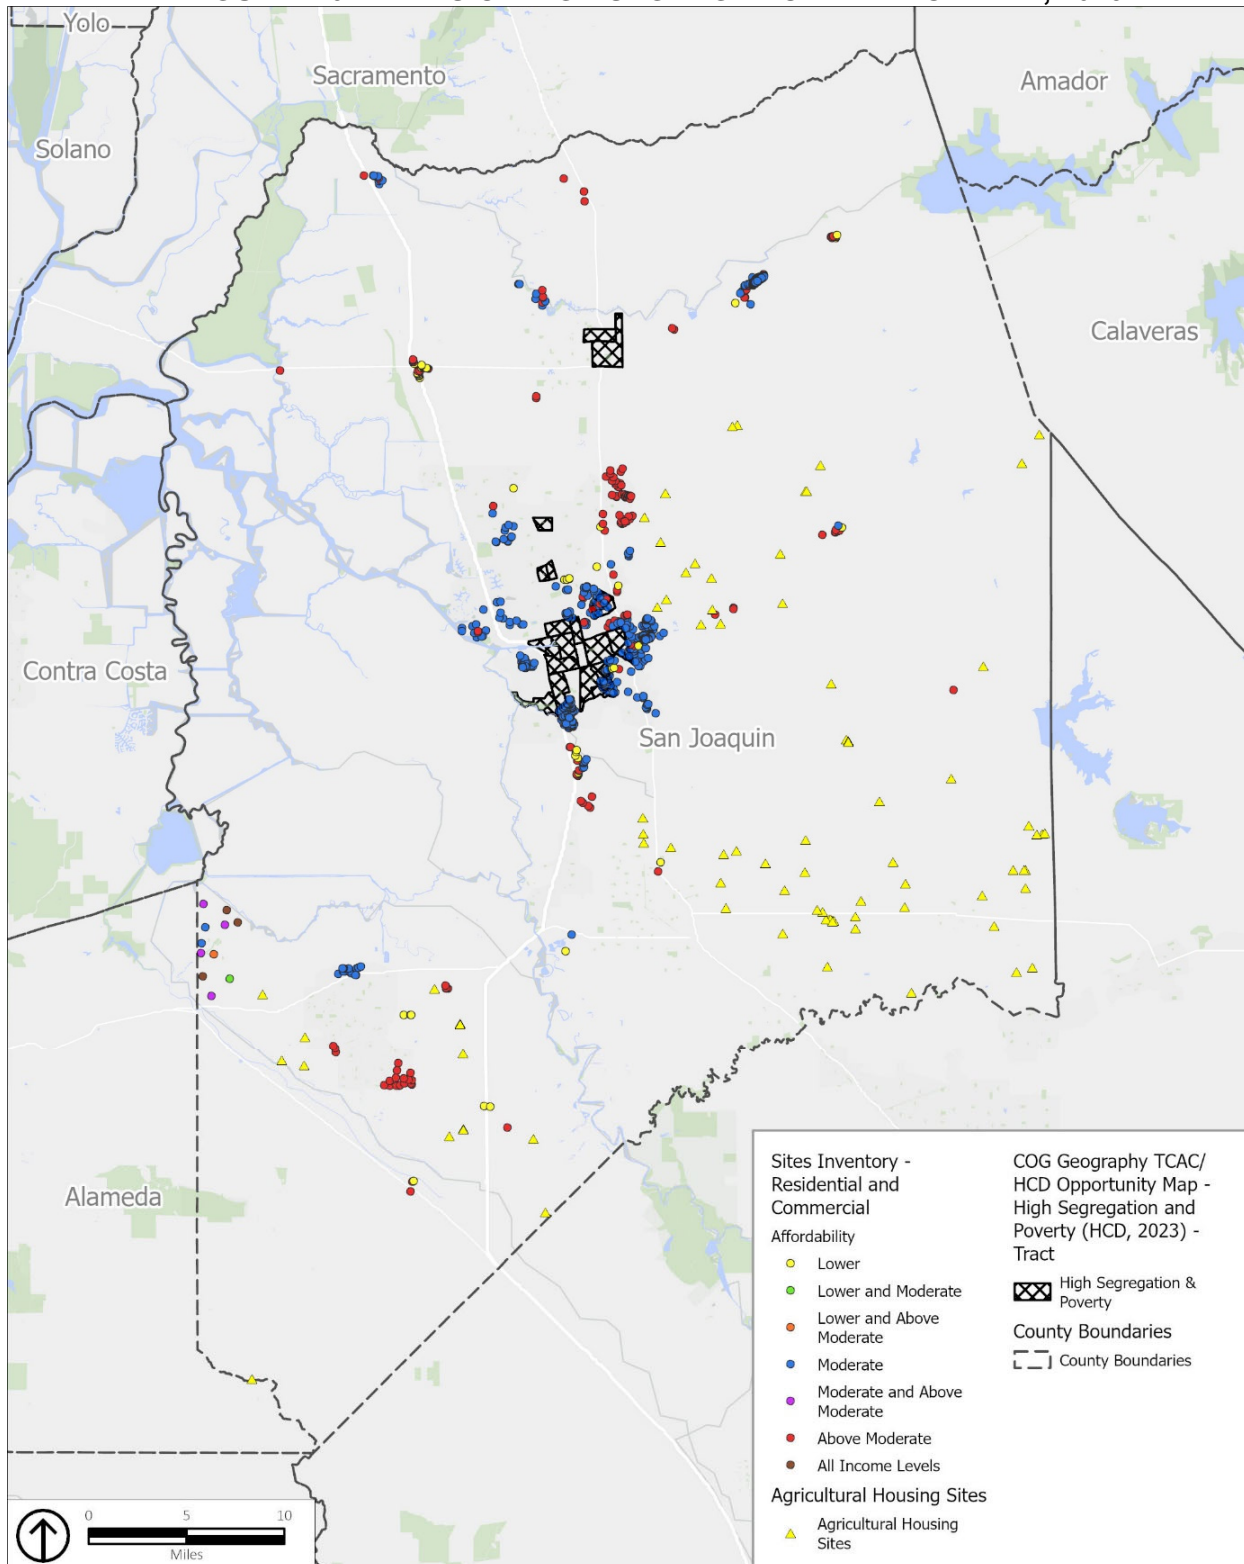 Yolo
Sacramento
Amador
Solano
Calaveras
Contra Costa
San Joaquin
Alameda
Sites Inventory -
Residential and
Commercial
Affordability
Lower
Lower and Moderate
Lower and Above
Moderate
Moderate
Moderate and Above
Moderate
Above Moderate
All Income Levels
Agricultural Housing Sites
Agricultural Housing
Sites
COG Geography TCAC/
HCD Opportunity Map -
High Segregation and
Poverty (HCD, 2023) -
Tract
High Segregation &
Poverty
County Boundaries
County Boundaries
0 5 10
Miles